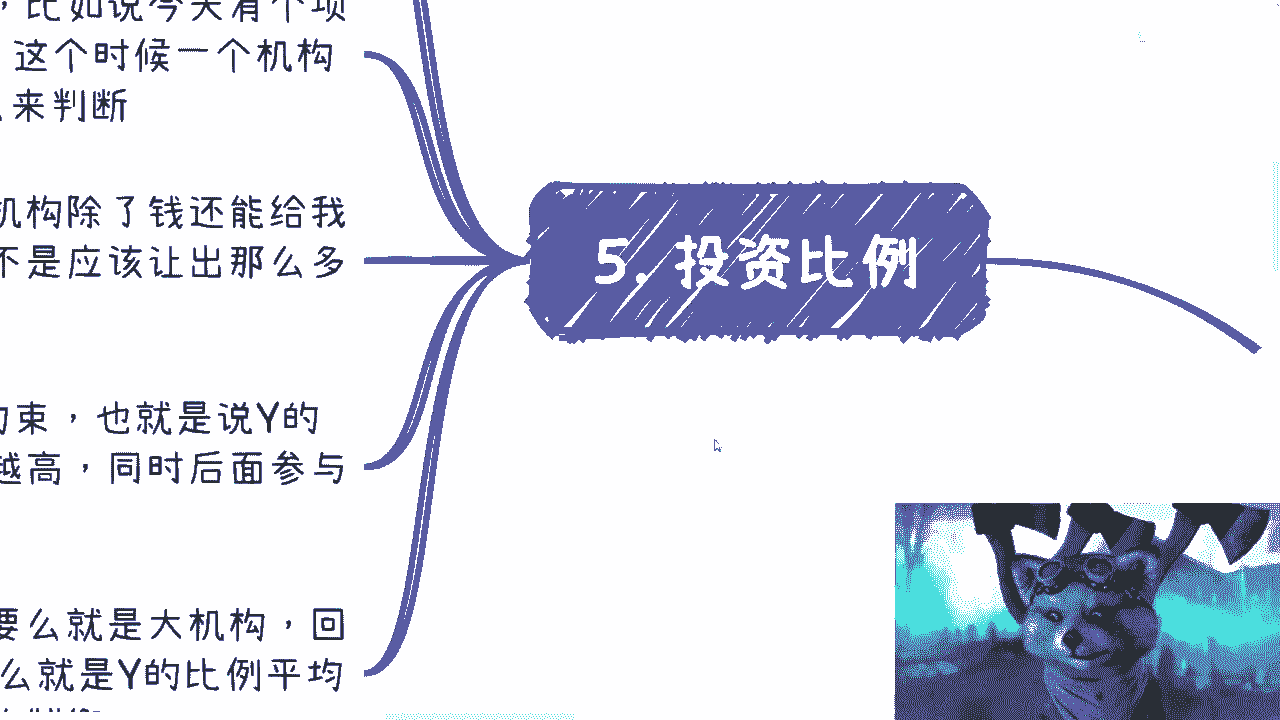 ，比如说今天有个项
这个时候一个机构
来判断
机构除了钱还能给我
不是应该让出那么多
束，也就是说Y的
越高，同时后面参与
要么就是大机构，回
么就是Y的比例平均
5. 投资比例